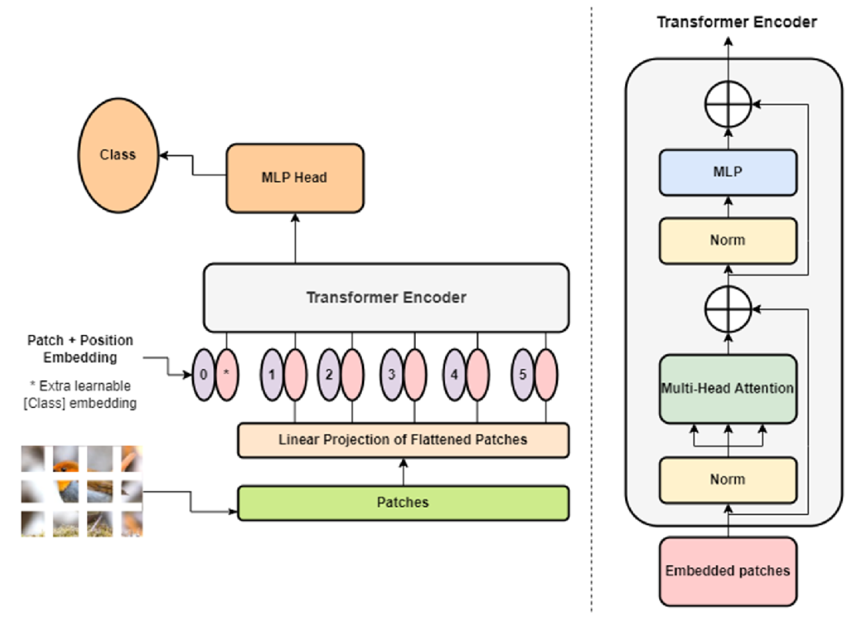 Class
MLP Head
Transformer Encoder
Patch + Position
Embedding
* Extra learnable
[Class] embedding
0 *
1
2
3
4
5
Linear Projection of Flattened Patches
Patches
Transformer Encoder
MLP
Norm
Multi-Head Attention
Norm
Embedded patches